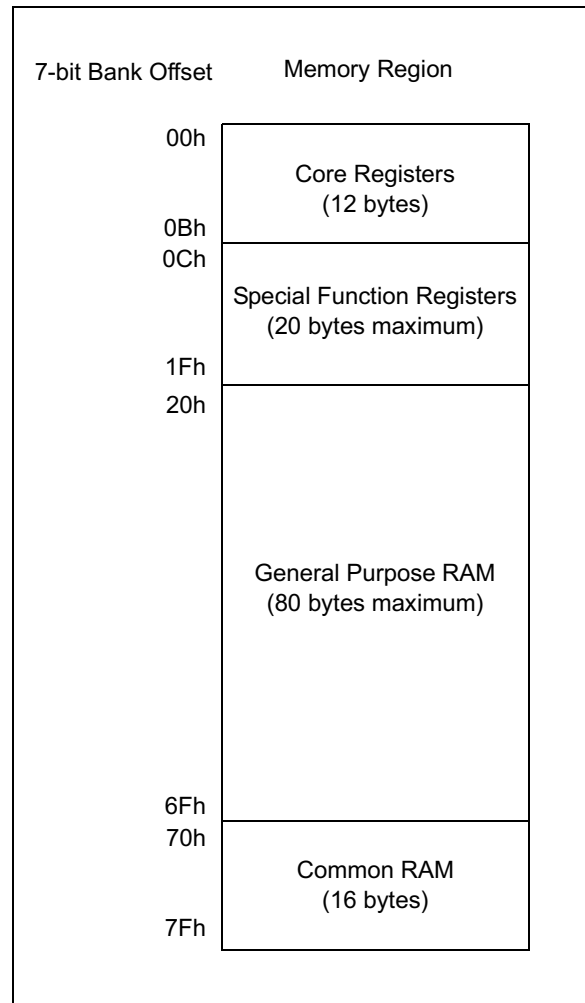 7-bit Bank Offset
Memory Region
00h
Core Registers
(12 bytes)
0Bh
0Ch
Special Function Registers
(20 bytes maximum)
1Fh
20h
General Purpose RAM
(80 bytes maximum)
6Fh
70h
Common RAM
(16 bytes)
7Fh